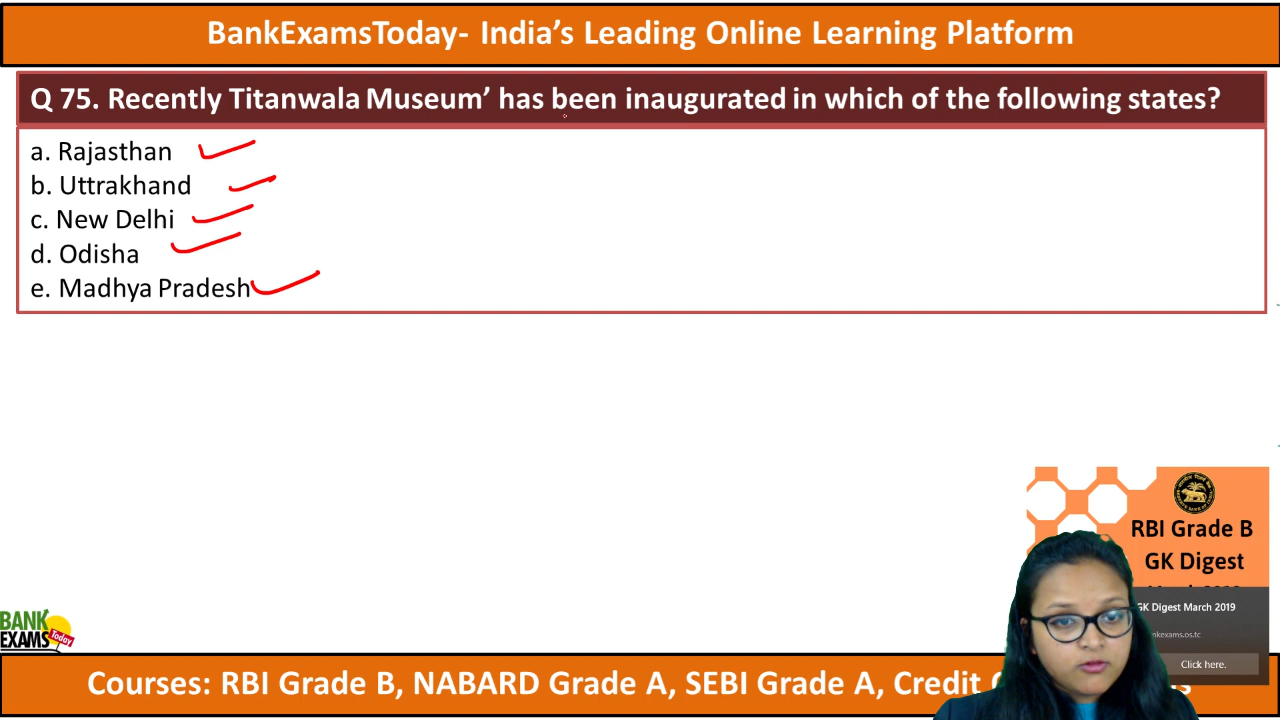 BankExamsToday- India's Leading Online Learning Platform
Q 75. Recently Titanwala Museum' has been inaugurated in which of the following states?
a. Rajasthan
b. Uttrakhand
c. New Delhi
d. Odisha
e. Madhya Pradesh
RBI Grade B
GK Digest
GK Digest March 2019
Click here.
BANK
EXAMS Today
Courses: RBI Grade B, NABARD Grade A, SEBI Grade A, Credit